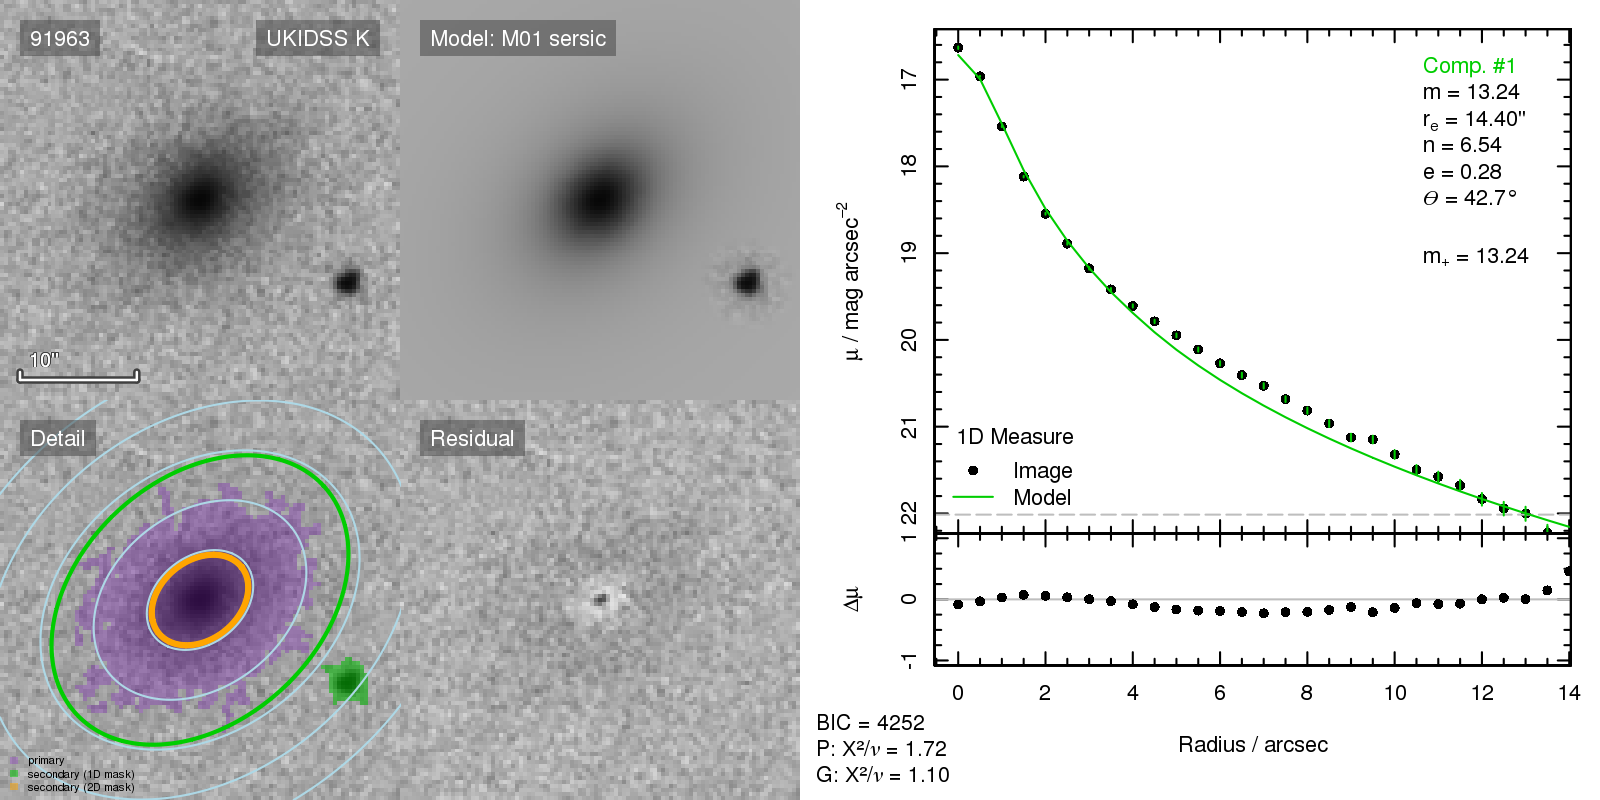 91963
UKIDSS K
Model: M01 sersic
10"
Detail
Residual
primary
secondary (1D mask)
secondary (2D mask)
Comp. #1
m = 13.24
rₑ = 14.40"
n = 6.54
e = 0.28
θ = 42.7°
m₊ = 13.24
μ / mag arcsec⁻²
17
18
19
20
21
22
1D Measure
Image
Model
Δμ
1
0
-1
0 2 4 6 8 10 12 14
Radius / arcsec
BIC = 4252
P: X²/ν = 1.72
G: X²/ν = 1.10